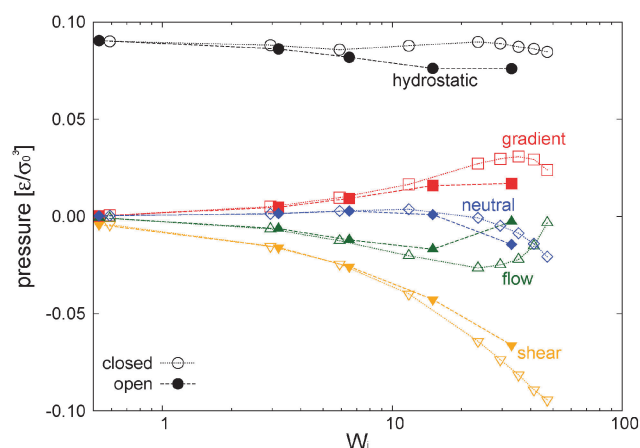 0.10
0.05
0.00
-0.05
-0.10
pressure [ε/σ₀³]
hydrostatic
gradient
neutral
flow
shear
closed
open
1
10
100
Wᵢ